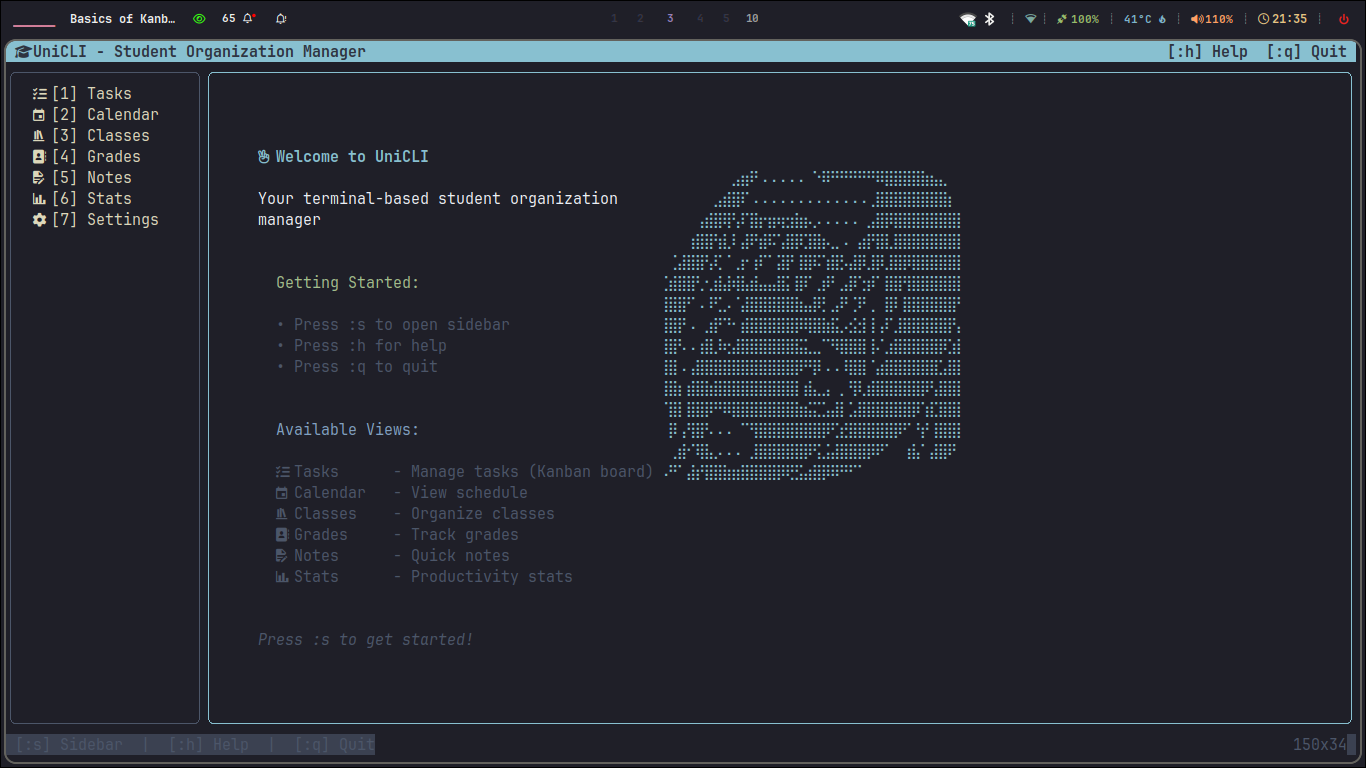 Basics of Kanb… 65 1 2 3 4 5 10 100% 41°C 110% 21:35
UniCLI - Student Organization Manager [:h] Help [:q] Quit
[1] Tasks
[2] Calendar
[3] Classes
[4] Grades
[5] Notes
[6] Stats
[7] Settings
Welcome to UniCLI
Your terminal-based student organization
manager
Getting Started:
• Press :s to open sidebar
• Press :h for help
• Press :q to quit
Available Views:
Tasks - Manage tasks (Kanban board)
Calendar - View schedule
Classes - Organize classes
Grades - Track grades
Notes - Quick notes
Stats - Productivity stats
Press :s to get started!
[:s] Sidebar | [:h] Help | [:q] Quit 150x34